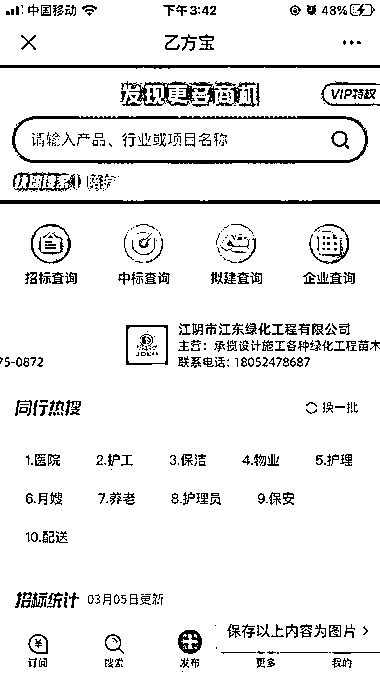 中国移动 下午3:42 48%
乙方宝
发现更多商机 VIP特权
请输入产品、行业或项目名称
快速搜索
招标查询 中标查询 拟建查询 企业查询
江阴市江东绿化工程有限公司
主营：承揽设计施工各种绿化工程苗木
75-0872 联系电话：18052478687
同行热搜 换一批
1.医院 2.护工 3.保洁 4.物业 5.护理
6.月嫂 7.养老 8.护理员 9.保安
10.配送
招标统计 03月05日更新
保存以上内容为图片
订阅 搜索 发布 更多 我的